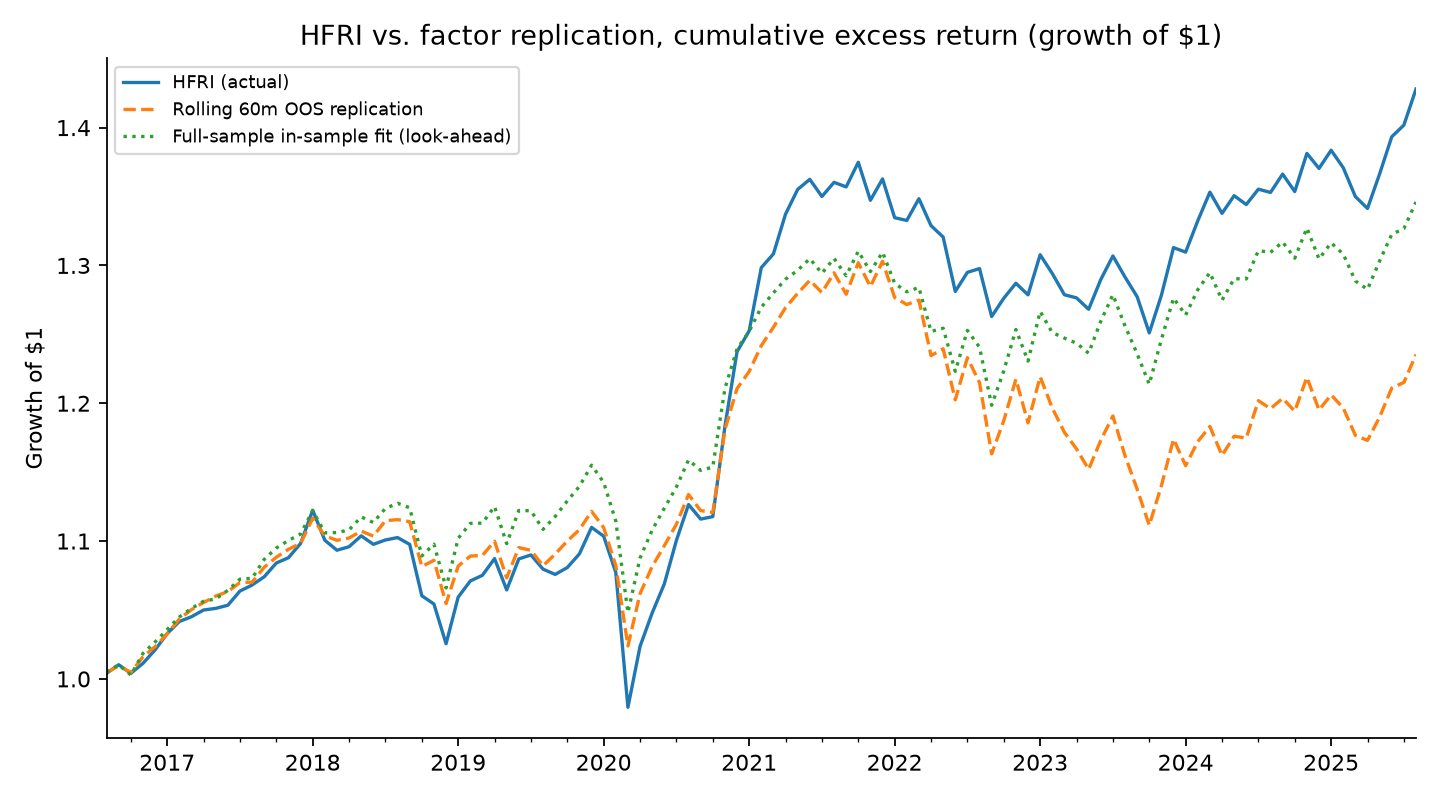 HFRI vs. factor replication, cumulative excess return (growth of $1)
HFRI (actual)
Rolling 60m OOS replication
Full-sample in-sample fit (look-ahead)
Growth of $1
1.4
1.3
1.2
1.1
1.0
2017 2018 2019 2020 2021 2022 2023 2024 2025